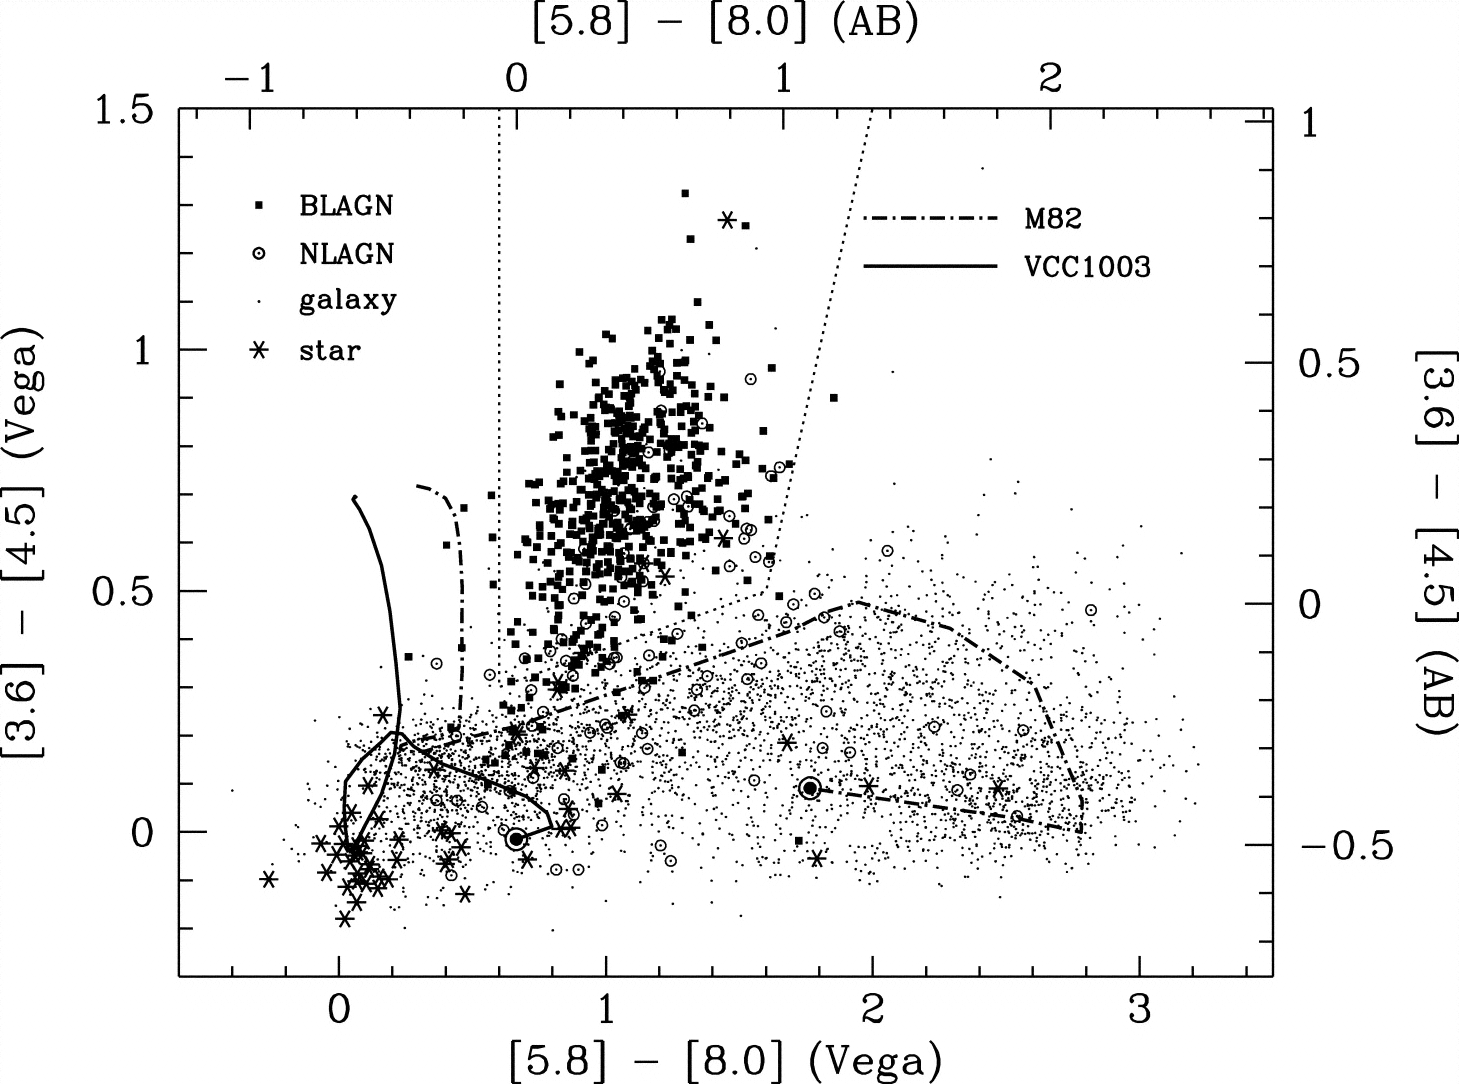 [5.8] − [8.0] (AB)
−1 0 1 2
1.5
1
0.5
0
[3.6] − [4.5] (Vega)
BLAGN
NLAGN
galaxy
star
M82
VCC1003
1
0.5
0
−0.5
[3.6] − [4.5] (AB)
0 1 2 3
[5.8] − [8.0] (Vega)